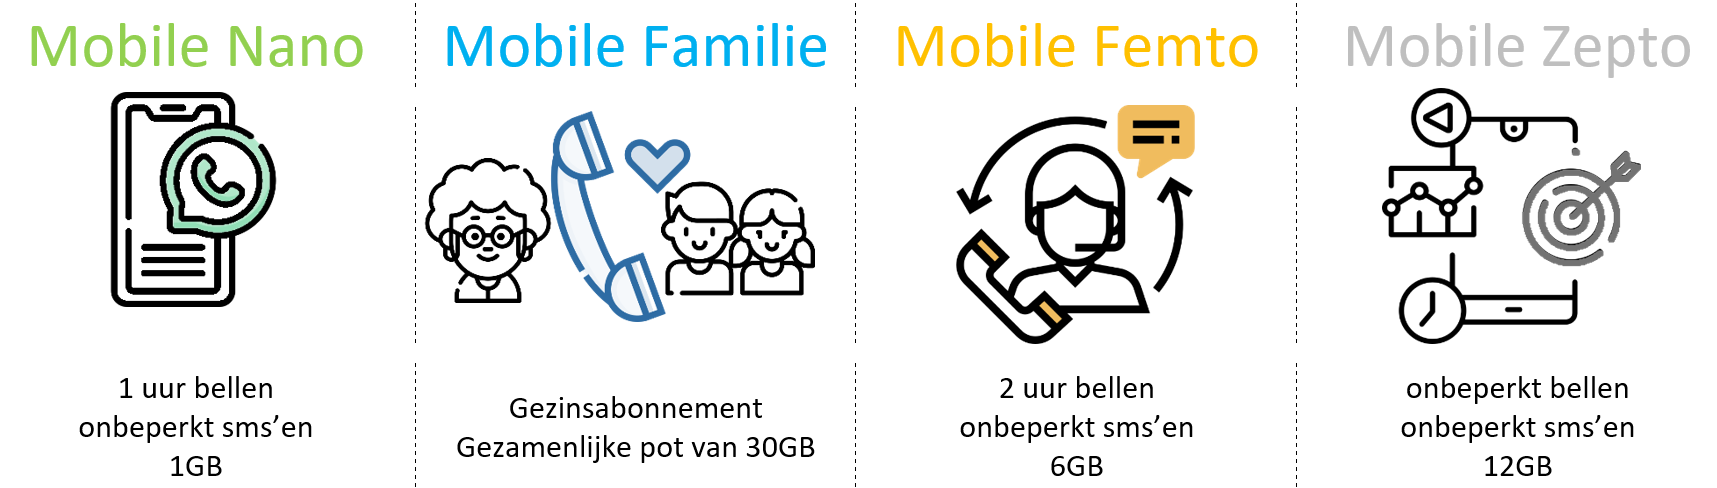 Mobile Nano
1 uur bellen
onbeperkt sms’en
1GB
Mobile Familie
Gezinsabonnement
Gezamenlijke pot van 30GB
Mobile Femto
2 uur bellen
onbeperkt sms’en
6GB
Mobile Zepto
onbeperkt bellen
onbeperkt sms’en
12GB